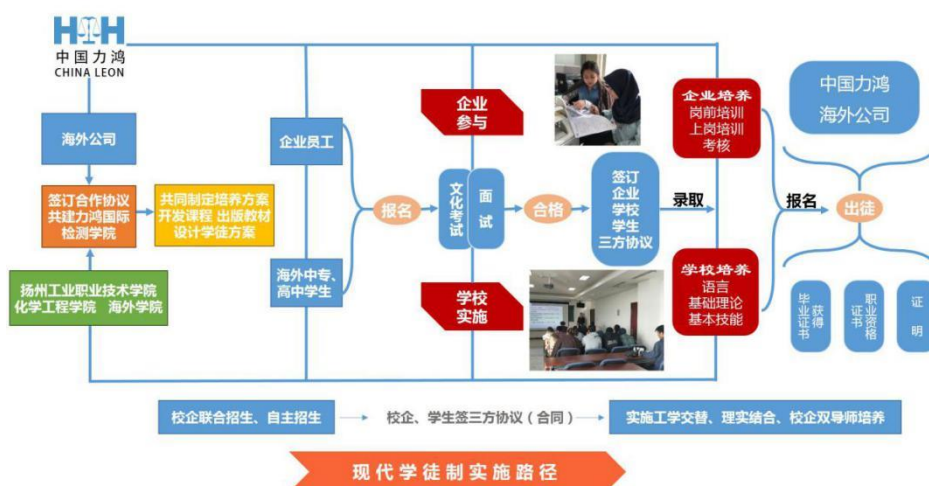 中国力鸿
CHINA LEON
海外公司
签订合作协议
共建力鸿国际
检测学院
扬州工业职业技术学院
化学工程学院 海外学院
共同制定培养方案
开发课程 出版教材
设计学徒方案
企业员工
海外中专、
高中学生
报名
企业
参与
文化考试
面试
学校
实施
合格
签订
企业
学校
学生
三方协议
录取
企业培养
岗前培训
上岗培训
考核
学校培养
语言
基础理论
基本技能
报名
中国力鸿
海外公司
出徒
获得
毕业证书
职业资格
证书
证明
校企联合招生、自主招生
校企、学生签三方协议(合同)
实施工学交替、理实结合、校企双导师培养
现代学徒制实施路径